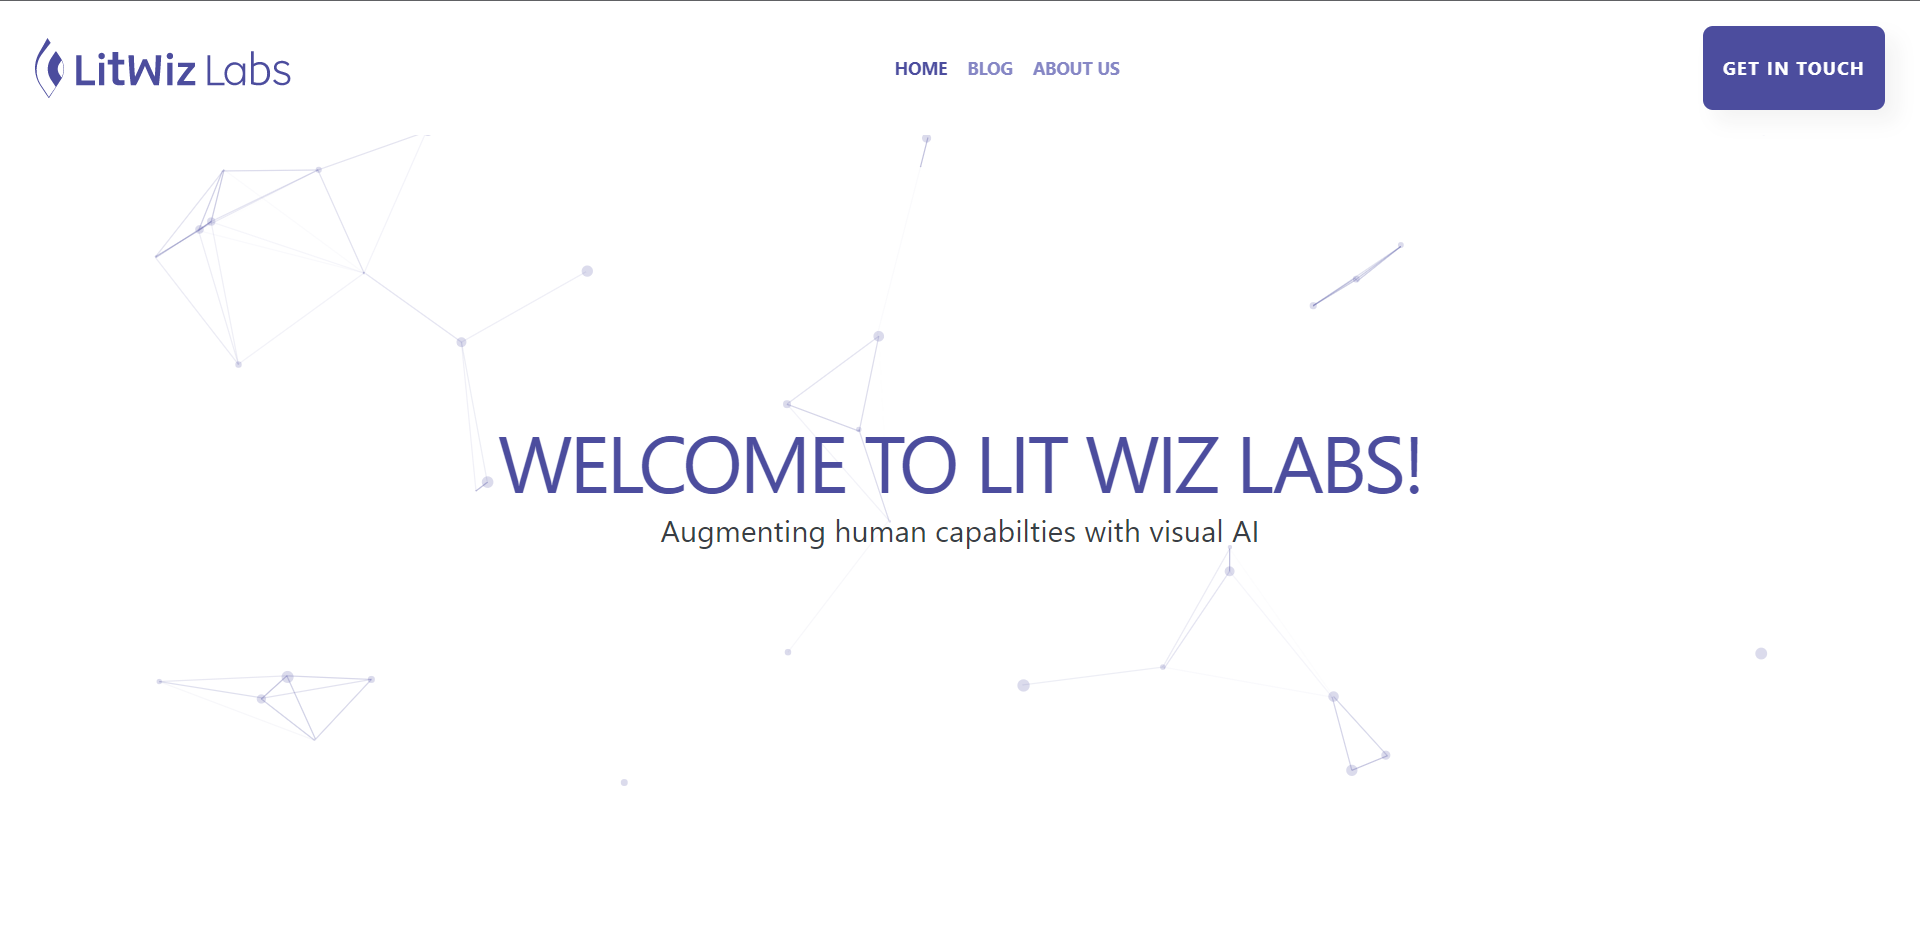 LitWiz Labs
HOME BLOG ABOUT US
GET IN TOUCH
WELCOME TO LIT WIZ LABS!
Augmenting human capabilties with visual AI